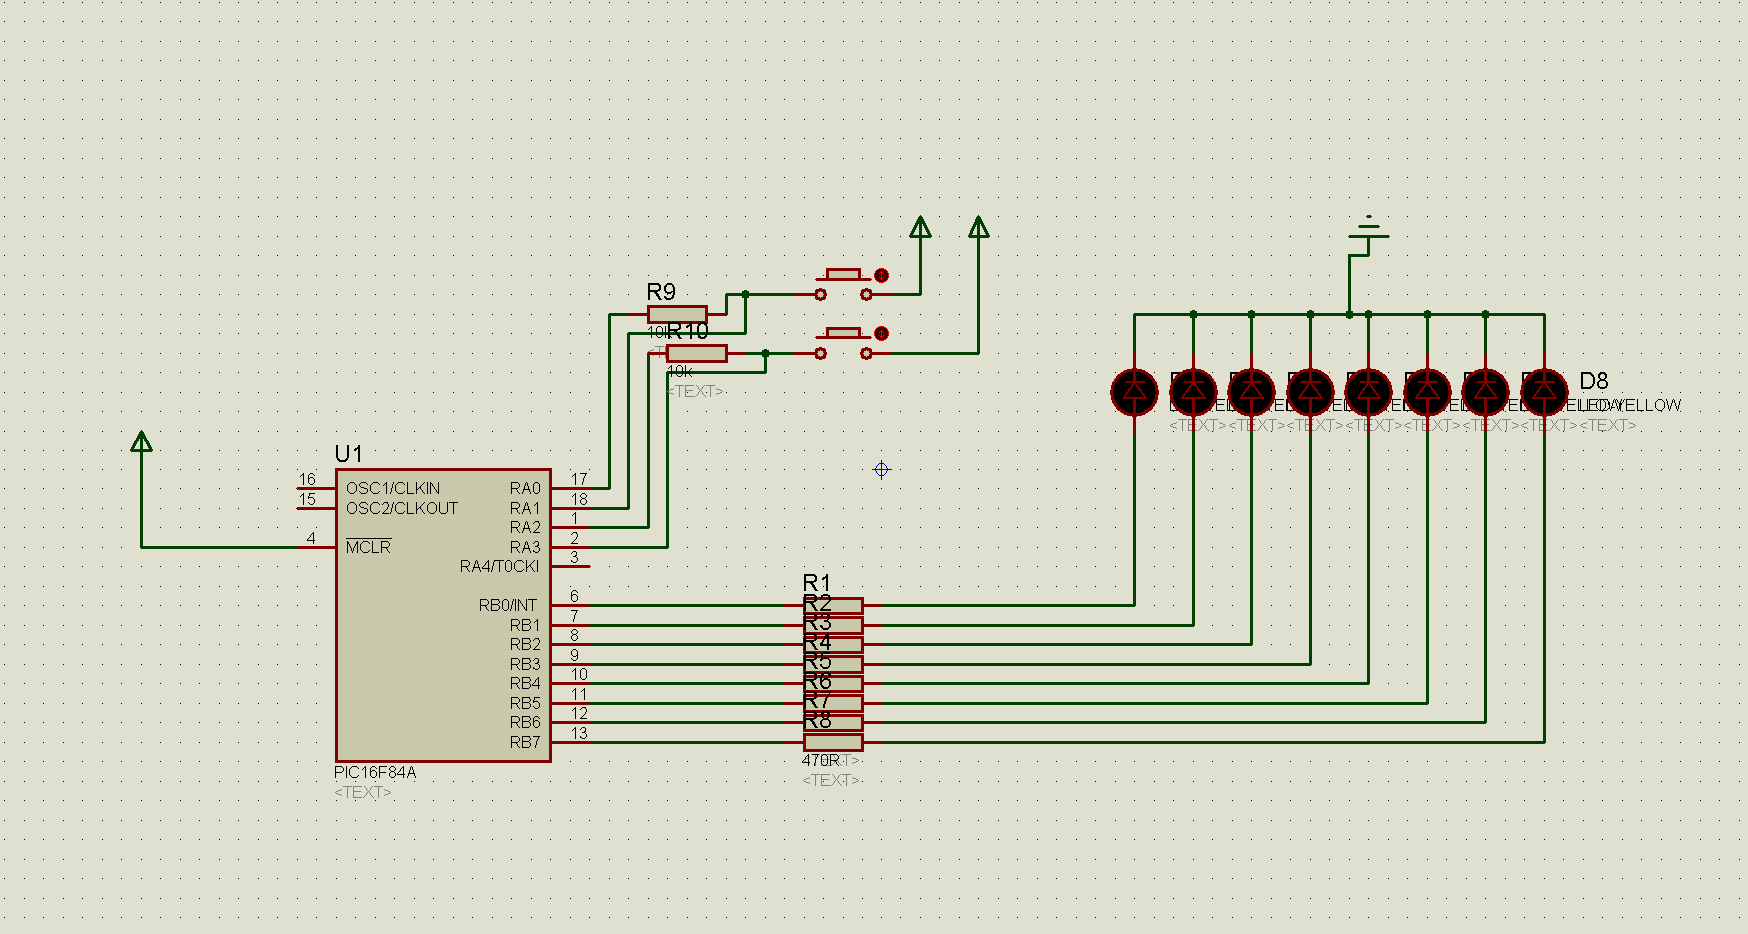 R9
10k
R10
10k
<TEXT>
U1
16
15
4
OSC1/CLKIN
OSC2/CLKOUT
MCLR
RA0
RA1
RA2
RA3
RA4/T0CKI
RB0/INT
RB1
RB2
RB3
RB4
RB5
RB6
RB7
17
18
1
2
3
6
7
8
9
10
11
12
13
PIC16F84A
<TEXT>
R1
R2
R3
R4
R5
R6
R7
R8
470R
<TEXT>
D8
LED-YELLOW
<TEXT>
<TEXT>
<TEXT>
<TEXT>
<TEXT>
<TEXT>
<TEXT>
<TEXT>